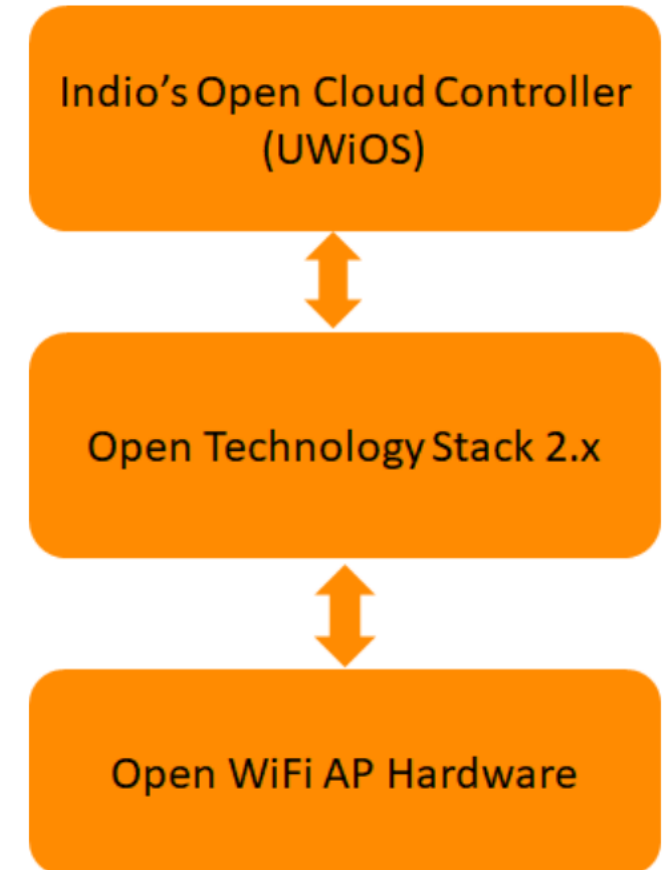 Indio's Open Cloud Controller
(UWiOS)
Open Technology Stack 2.x
Open WiFi AP Hardware